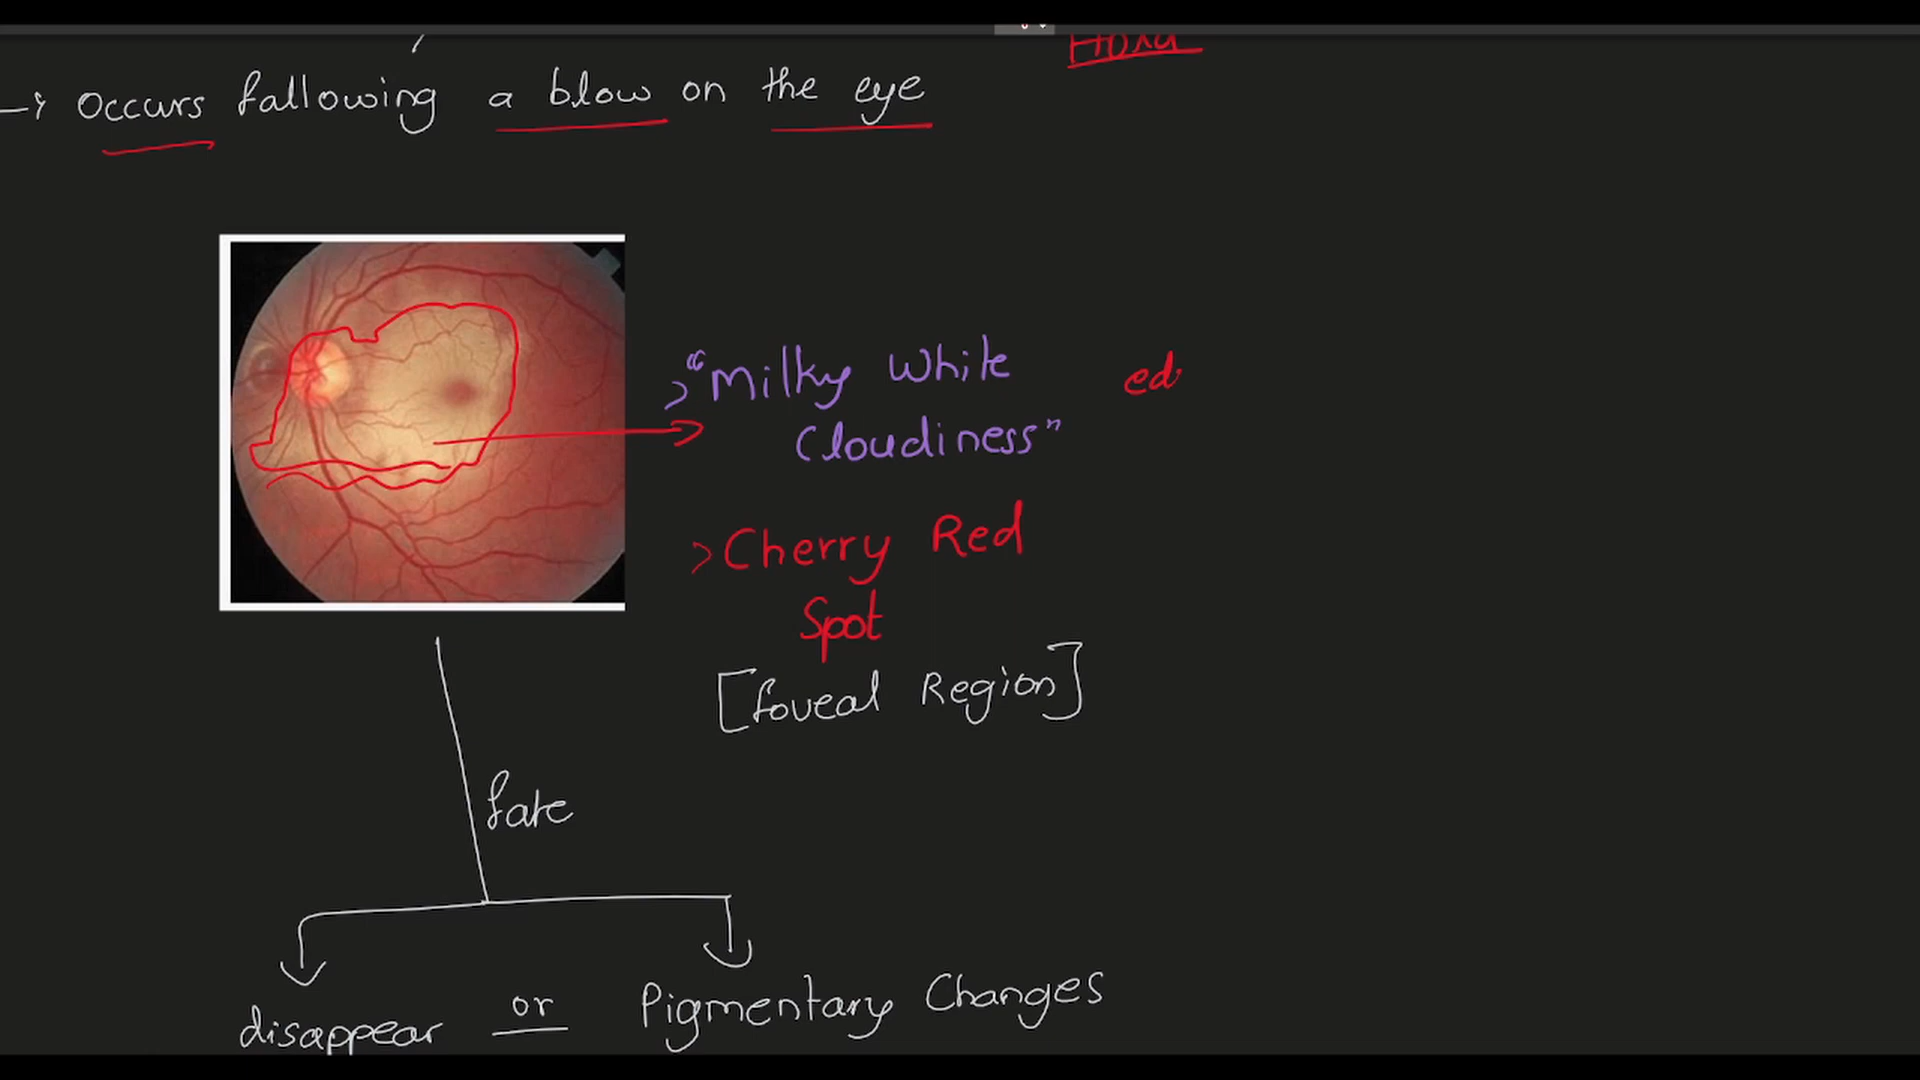 → Occurs fallowing a blow on the eye
> "Milky White
Cloudiness"
ed
> Cherry Red
Spot
[foveal Region]
fate
disappear or Pigmentary Changes